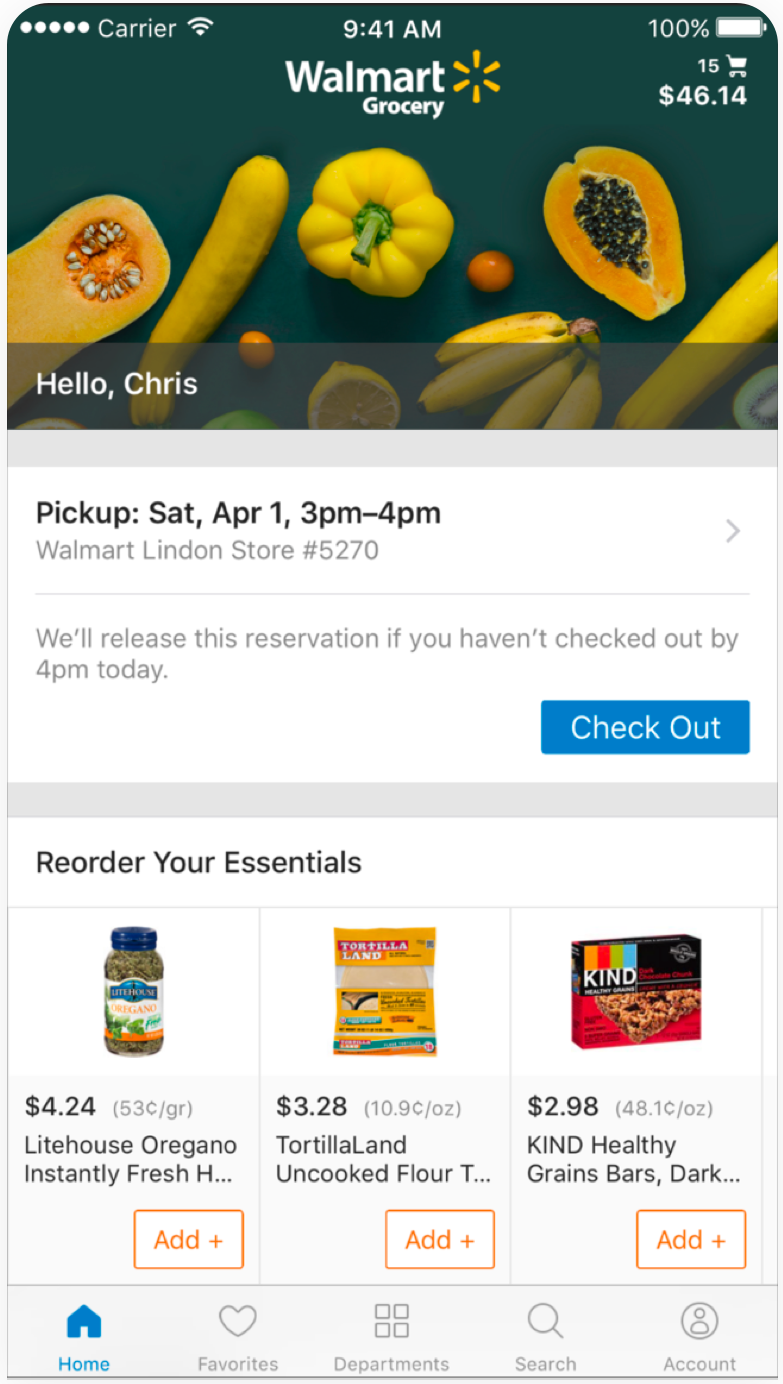 Carrier 9:41 AM 100%
Walmart
Grocery
15
$46.14
Hello, Chris
Pickup: Sat, Apr 1, 3pm–4pm
Walmart Lindon Store #5270
We’ll release this reservation if you haven’t checked out by
4pm today.
Check Out
Reorder Your Essentials
LITEHOUSE
OREGANO
TORTILLA
LAND
KIND
HEALTHY GRAINS
Dark
Chocolate Chunk
$4.24 (53¢/gr)
Litehouse Oregano
Instantly Fresh H...
Add +
$3.28 (10.9¢/oz)
TortillaLand
Uncooked Flour T...
Add +
$2.98 (48.1¢/oz)
KIND Healthy
Grains Bars, Dark...
Add +
Home Favorites Departments Search Account